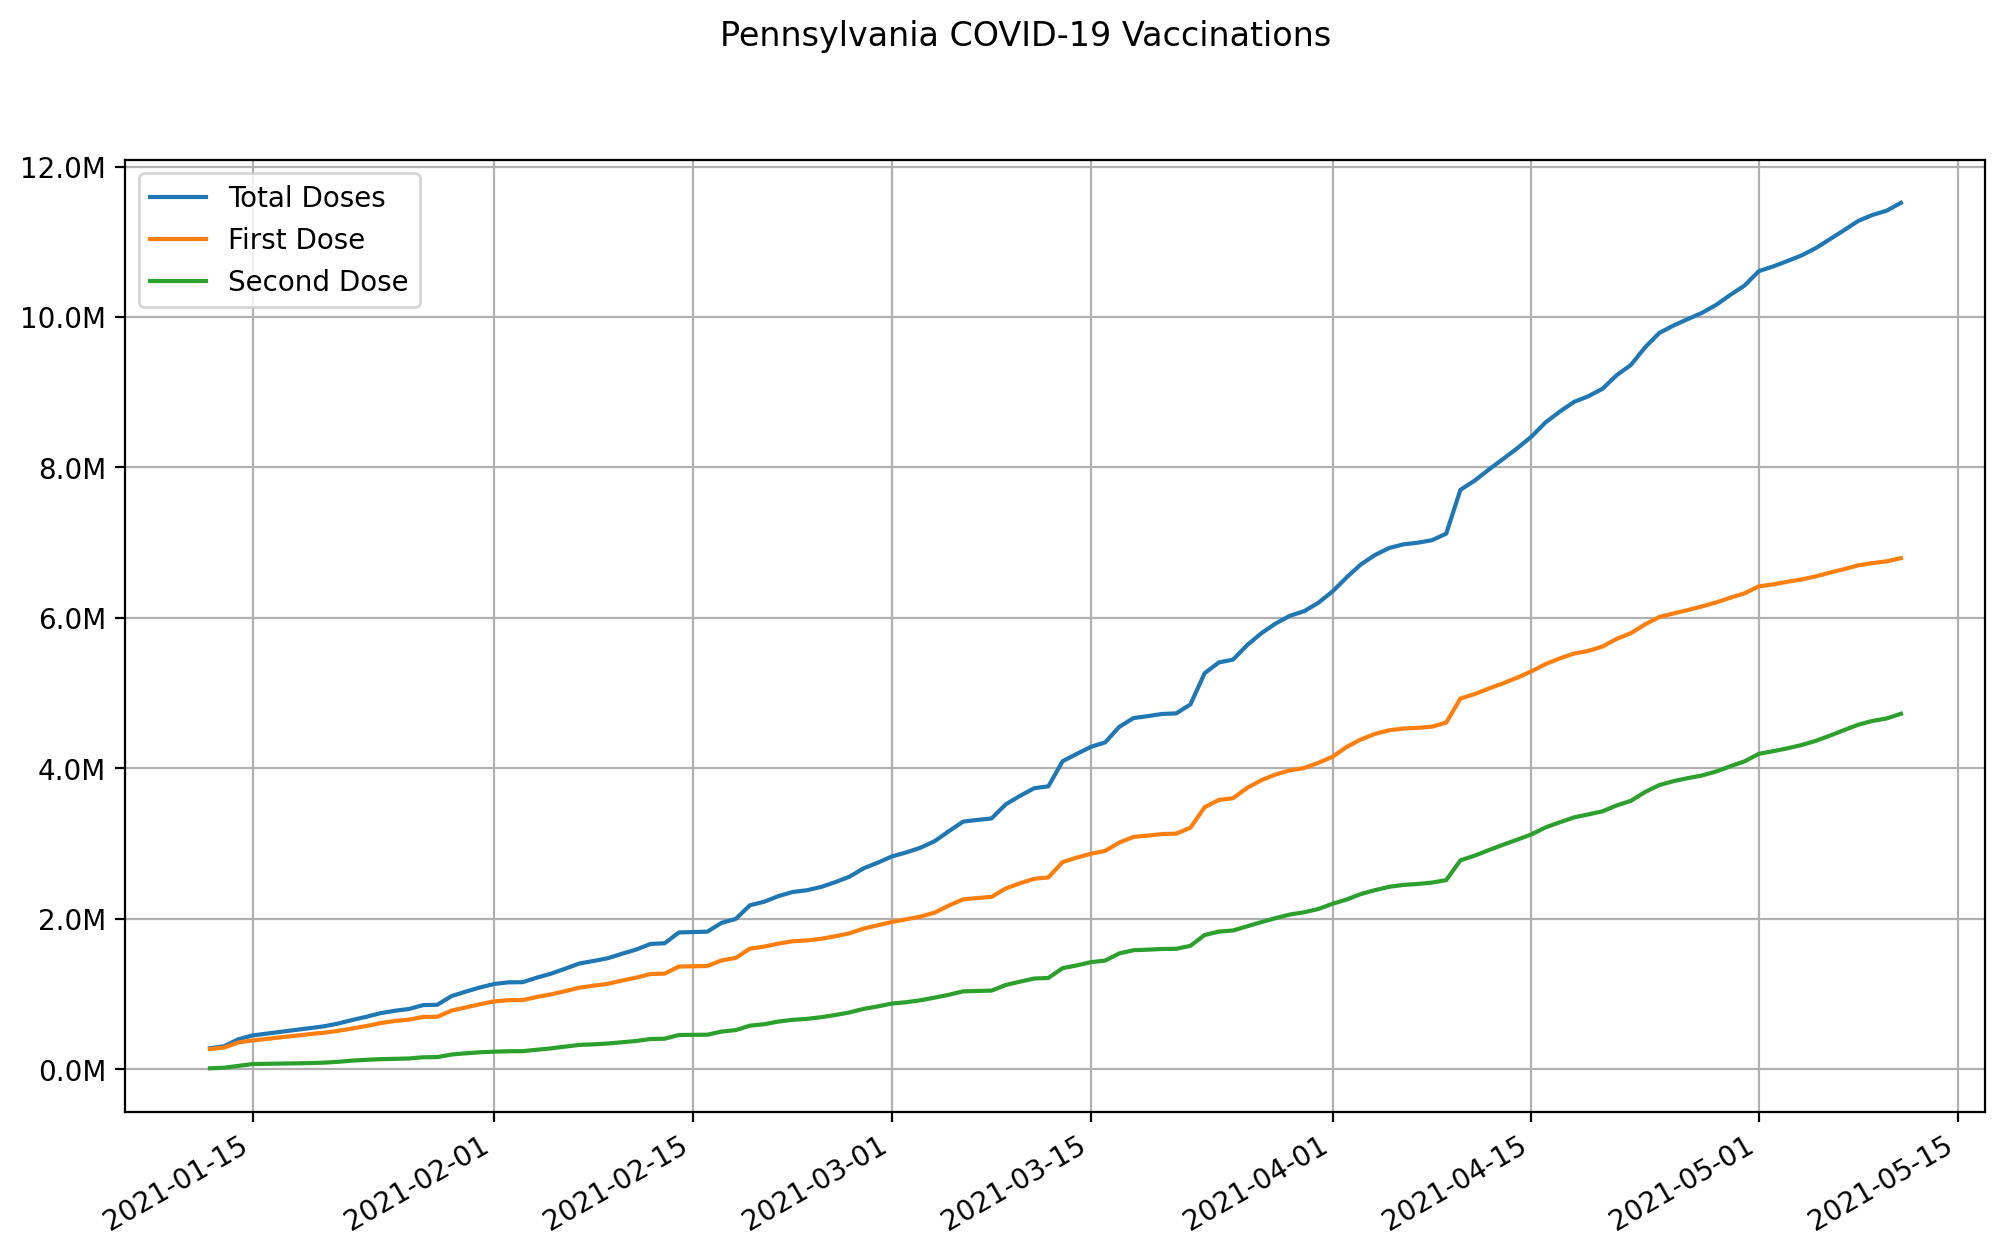 Pennsylvania COVID-19 Vaccinations
12.0M
10.0M
8.0M
6.0M
4.0M
2.0M
0.0M
Total Doses
First Dose
Second Dose
2021-01-15
2021-02-01
2021-02-15
2021-03-01
2021-03-15
2021-04-01
2021-04-15
2021-05-01
2021-05-15